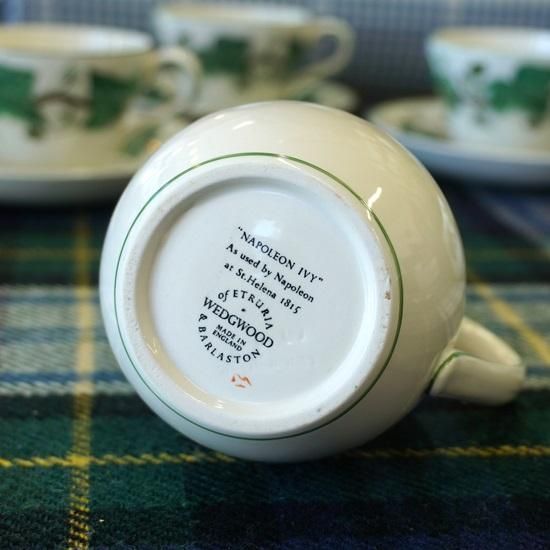 "NAPOLEON IVY"
As used by Napoleon
at St.Helena 1815
of ETRURIA
WEDGWOOD
MADE IN
ENGLAND
& BARLASTON